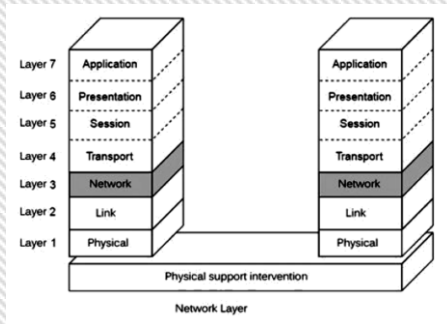 Layer 7 Application Application
Layer 6 Presentation Presentation
Layer 5 Session Session
Layer 4 Transport Transport
Layer 3 Network Network
Layer 2 Link Link
Layer 1 Physical Physical
Physical support intervention
Network Layer